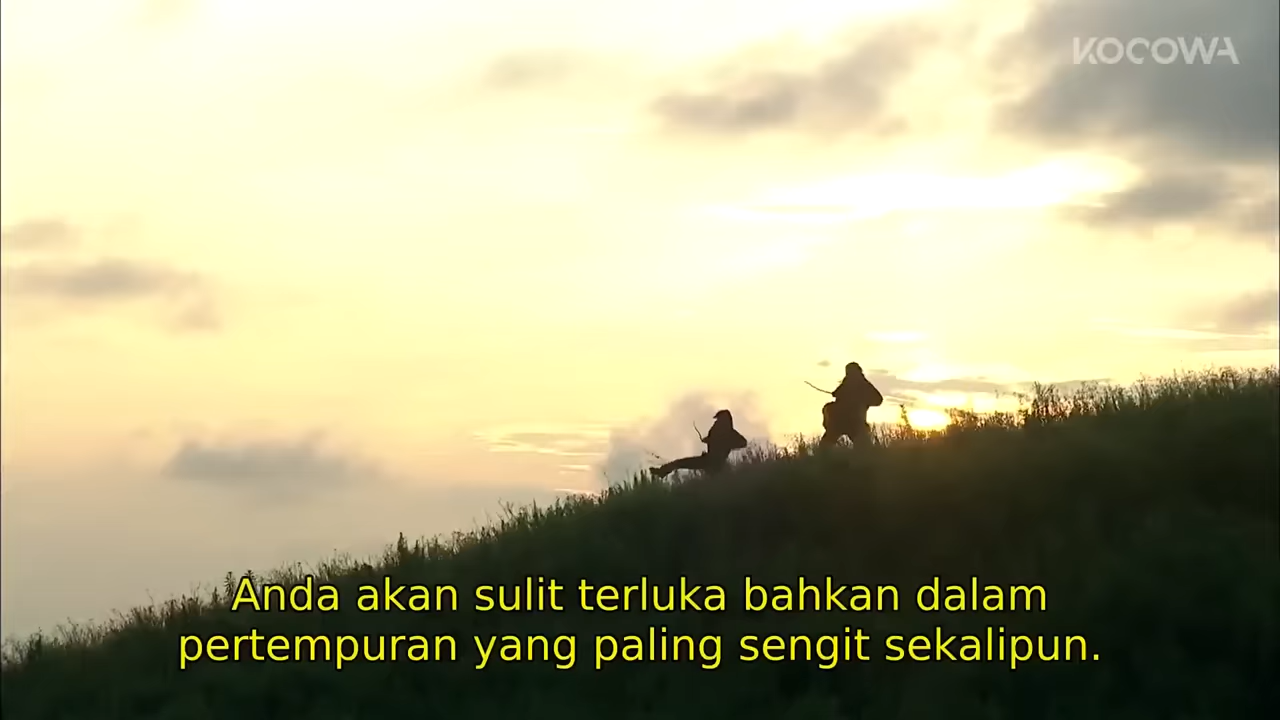 KOCOWA
Anda akan sulit terluka bahkan dalam
pertempuran yang paling sengit sekalipun.